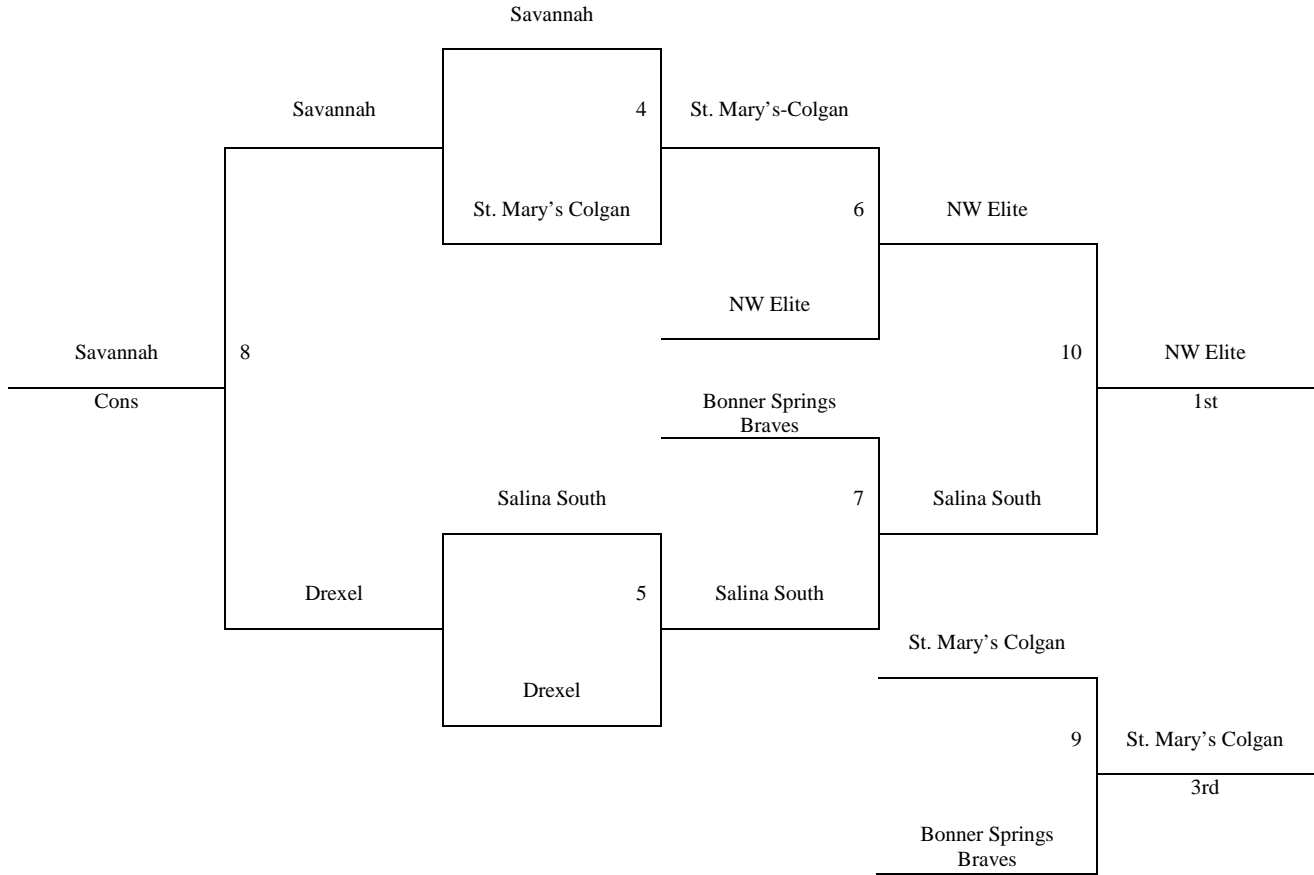 Savannah
Savannah
4
St. Mary’s-Colgan
St. Mary’s Colgan
6
NW Elite
NW Elite
Savannah
8
10
NW Elite
Cons
Bonner Springs
Braves
1st
Salina South
7
Salina South
Drexel
5
Salina South
St. Mary’s Colgan
Drexel
9
St. Mary’s Colgan
3rd
Bonner Springs
Braves